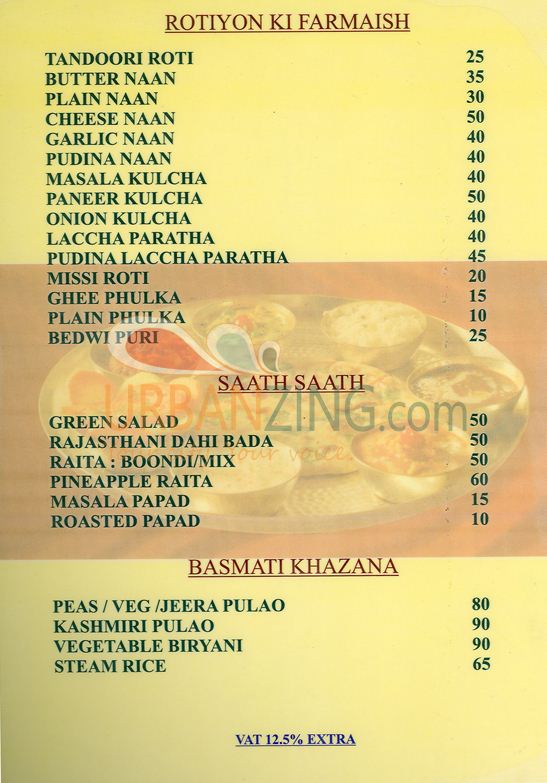 ROTIYON KI FARMAISH
TANDOORI ROTI 25
BUTTER NAAN 35
PLAIN NAAN 30
CHEESE NAAN 50
GARLIC NAAN 40
PUDINA NAAN 40
MASALA KULCHA 40
PANEER KULCHA 50
ONION KULCHA 40
LACCHA PARATHA 40
PUDINA LACCHA PARATHA 45
MISSI ROTI 20
GHEE PHULKA 15
PLAIN PHULKA 10
BEDWI PURI 25
SAATH SAATH
URBANZING.com
GREEN SALAD 50
RAJASTHANI DAHI BADA 50
your voice
RAITA : BOONDI/MIX 50
PINEAPPLE RAITA 60
MASALA PAPAD 15
ROASTED PAPAD 10
BASMATI KHAZANA
PEAS / VEG /JEERA PULAO 80
KASHMIRI PULAO 90
VEGETABLE BIRYANI 90
STEAM RICE 65
VAT 12.5% EXTRA